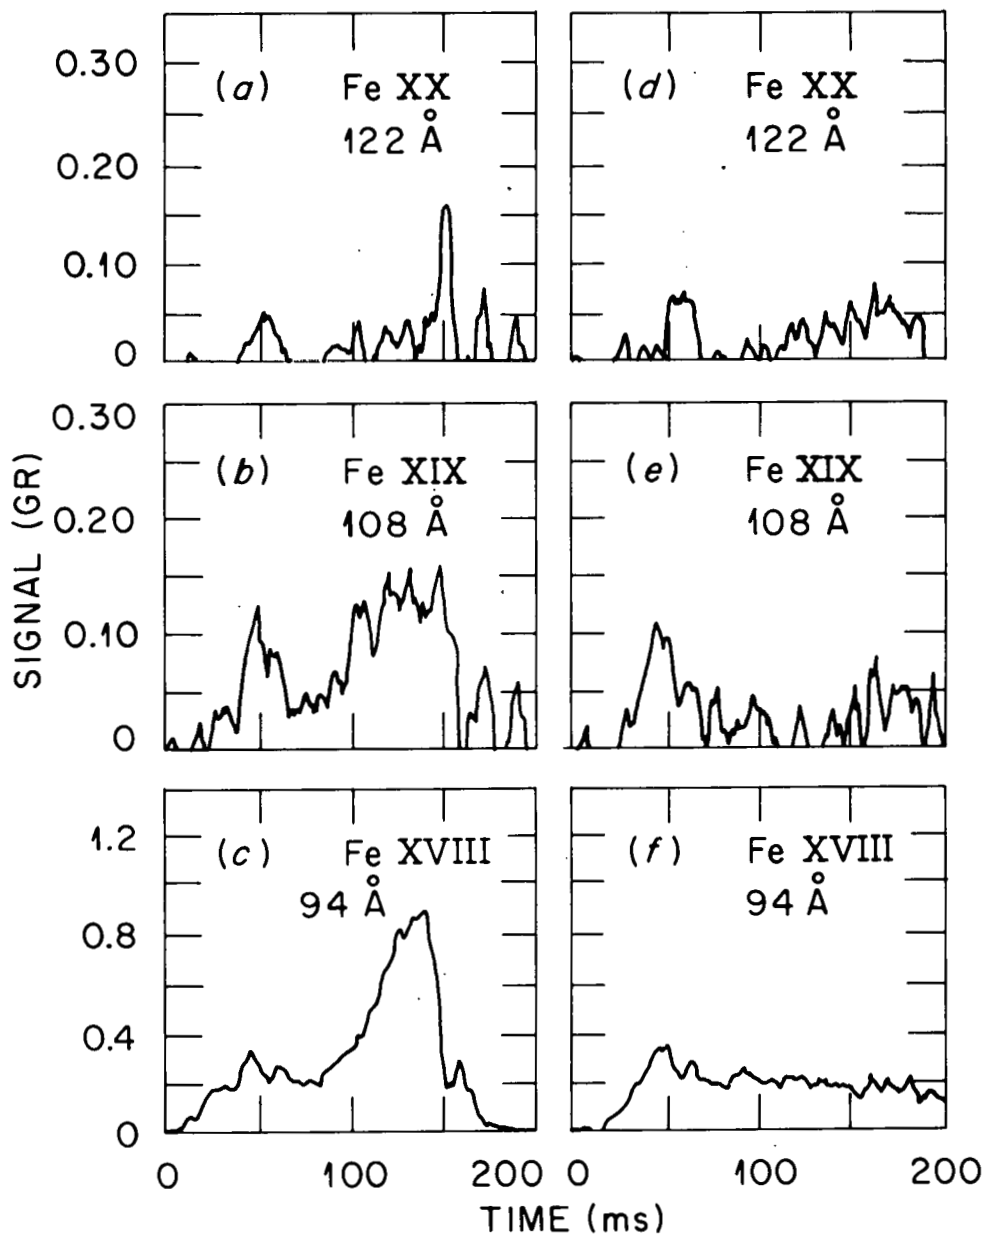 SIGNAL (GR)
0.30
0.20
0.10
0
(a) Fe XX
122 Å
(d) Fe XX
122 Å
0.30
0.20
0.10
0
(b) Fe XIX
108 Å
(e) Fe XIX
108 Å
1.2
0.8
0.4
0
(c) Fe XVIII
94 Å
(f) Fe XVIII
94 Å
0 100 200 0 100 200
TIME (ms)